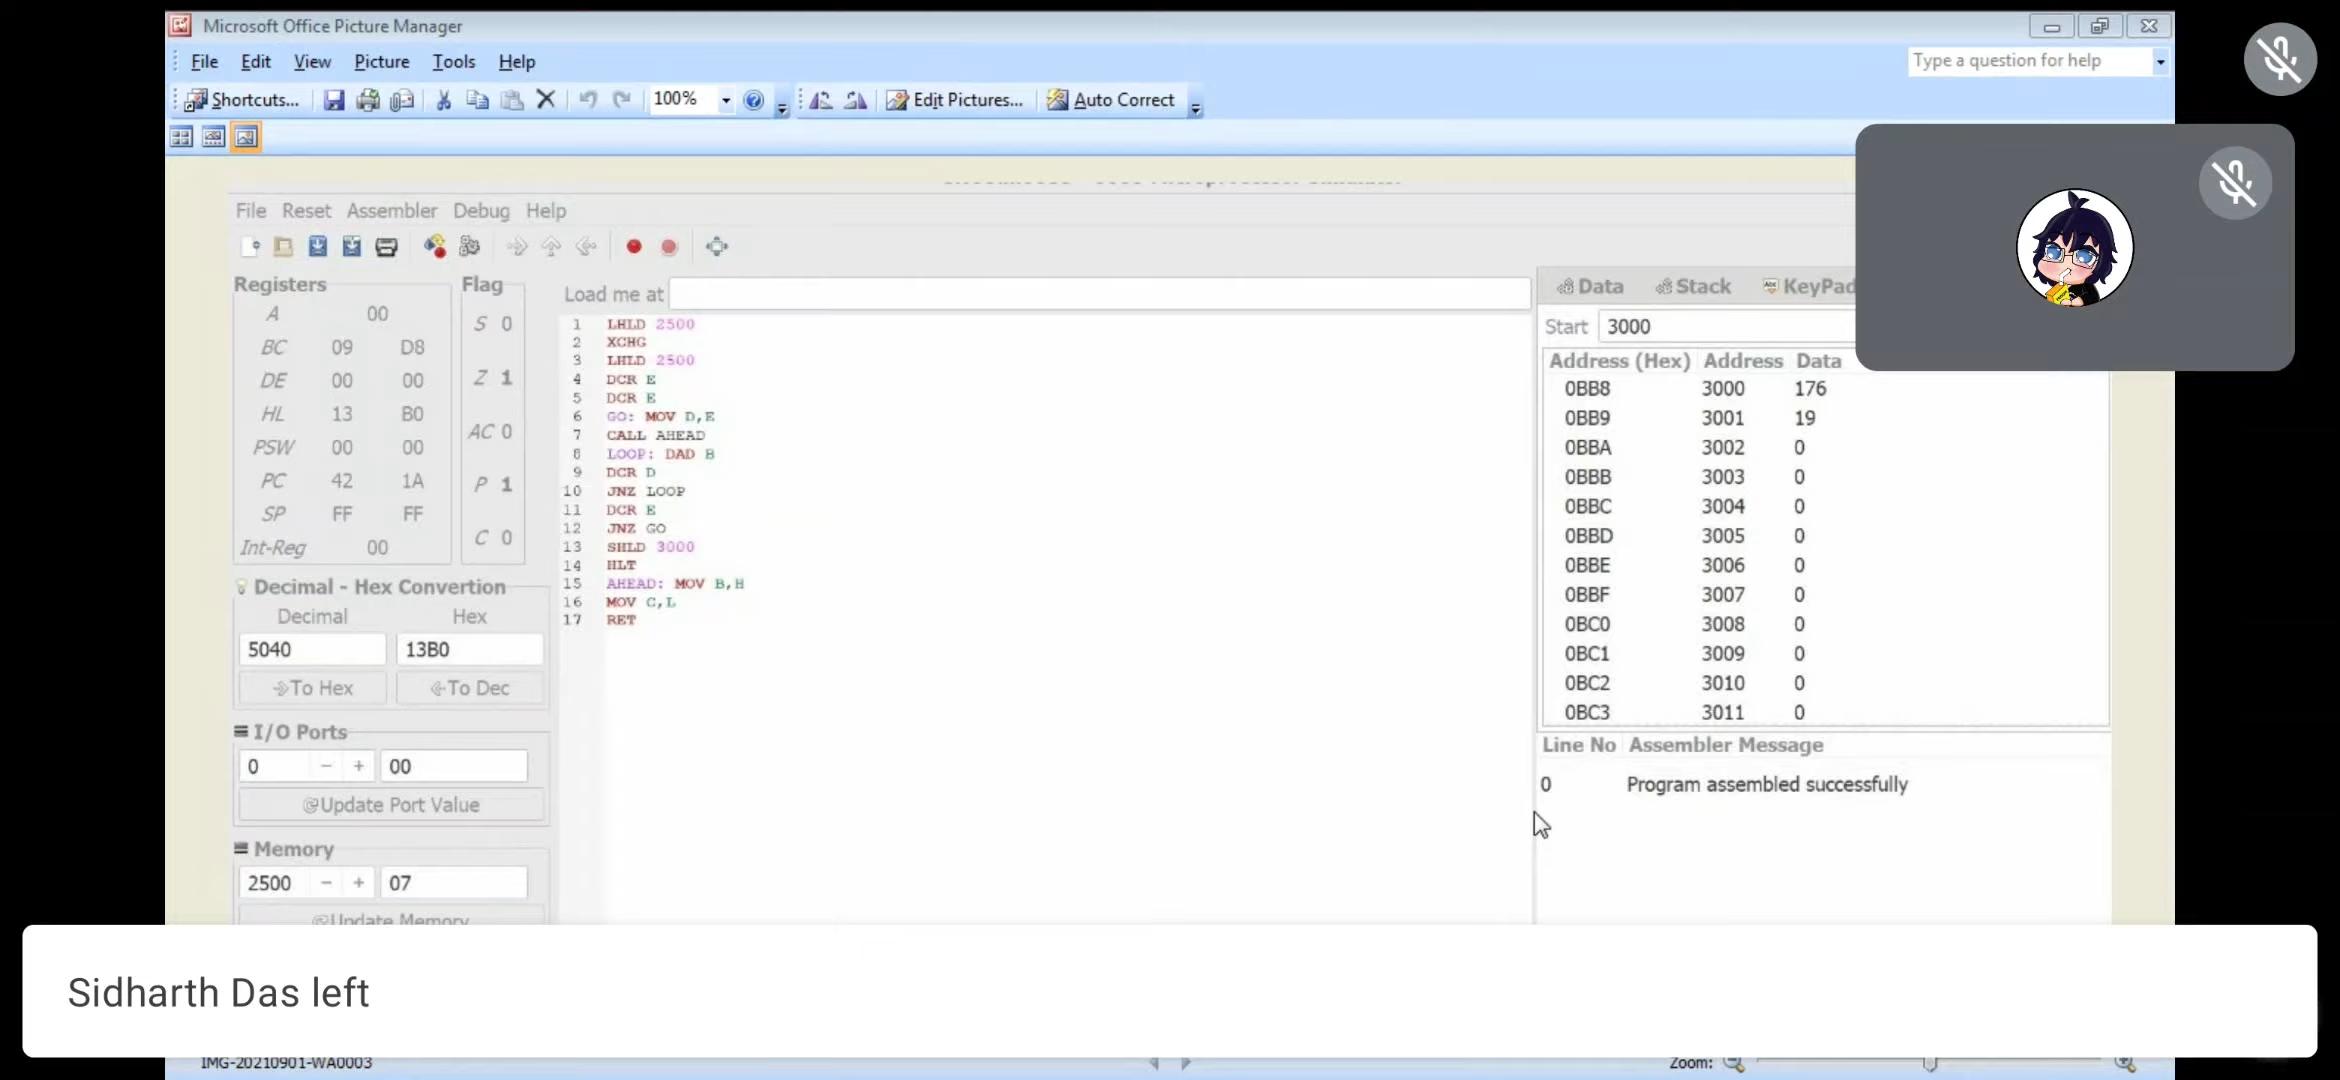 Microsoft Office Picture Manager
File Edit View Picture Tools Help
Type a question for help
Shortcuts... 100% Edit Pictures... Auto Correct
File Reset Assembler Debug Help
Registers
A 00
BC 09 D8
DE 00 00
HL 13 B0
PSW 00 00
PC 42 1A
SP FF FF
Int-Reg 00
Flag
S 0
Z 1
AC 0
P 1
C 0
Decimal - Hex Convertion
Decimal Hex
5040 13B0
To Hex To Dec
I/O Ports
0 - + 00
Update Port Value
Memory
2500 - + 07
Update Memory
Load me at
1 LHLD 2500
2 XCHG
3 LHLD 2500
4 DCR E
5 DCR E
6 GO: MOV D,E
7 CALL AHEAD
8 LOOP: DAD B
9 DCR D
10 JNZ LOOP
11 DCR E
12 JNZ GO
13 SHLD 3000
14 HLT
15 AHEAD: MOV B,H
16 MOV C,L
17 RET
Data Stack KeyPad
Start 3000
Address (Hex) Address Data
0BB8 3000 176
0BB9 3001 19
0BBA 3002 0
0BBB 3003 0
0BBC 3004 0
0BBD 3005 0
0BBE 3006 0
0BBF 3007 0
0BC0 3008 0
0BC1 3009 0
0BC2 3010 0
0BC3 3011 0
Line No Assembler Message
0 Program assembled successfully
Sidharth Das left
IMG-20210901-WA0003
Zoom: